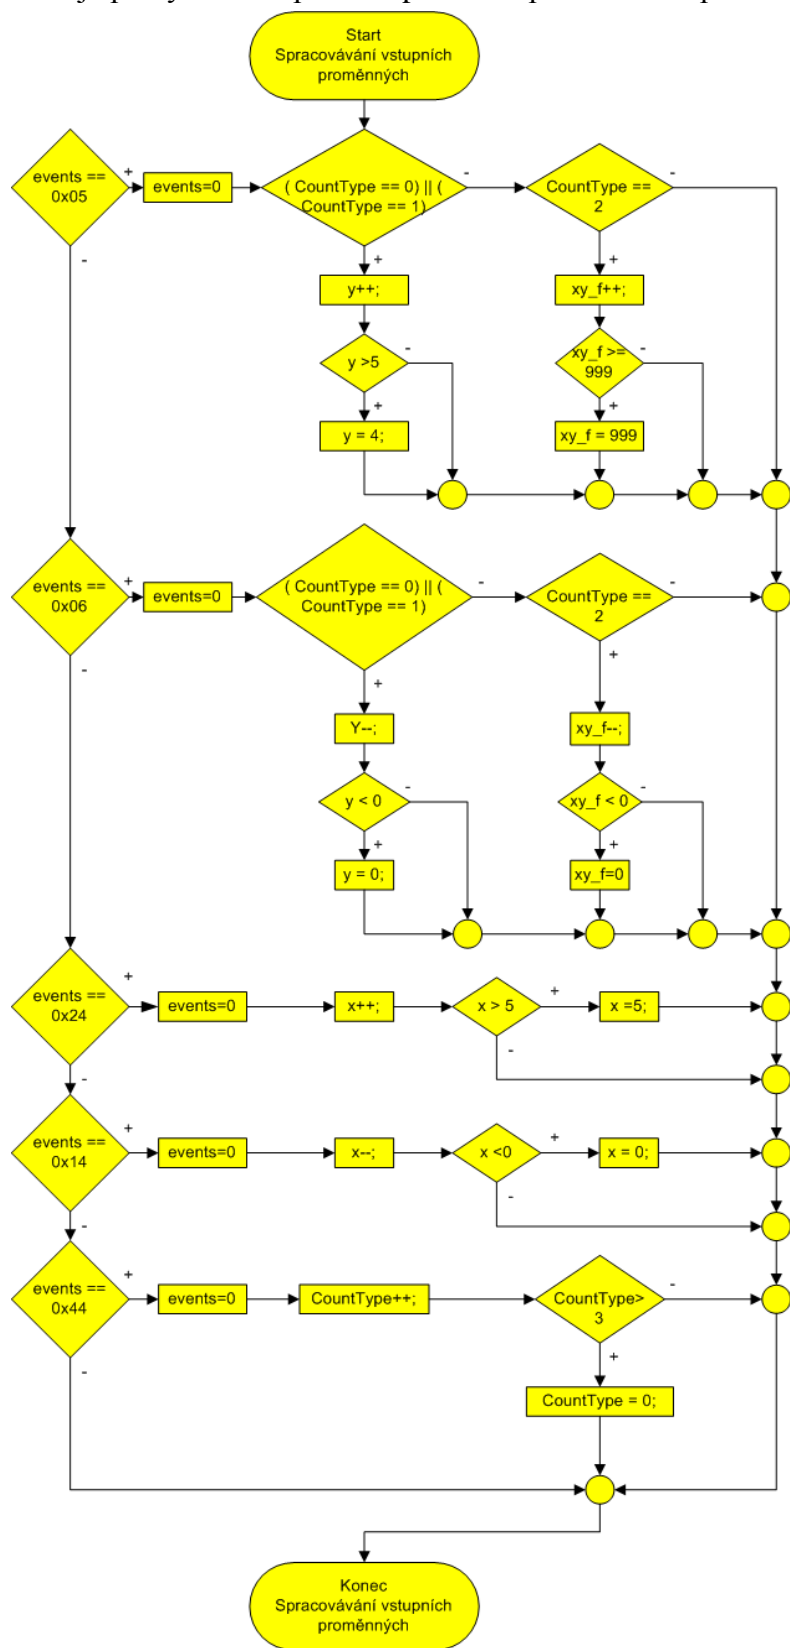 Start
Spracovávání vstupních
proměnných
events ==
0x05
+
events=0
( CountType == 0) || (
CountType == 1)
-
CountType ==
2
-
-
+
y++;
+
xy_f++;
y >5
-
xy_f >=
999
-
+
y = 4;
+
xy_f = 999
events ==
0x06
+
events=0
( CountType == 0) || (
CountType == 1)
-
CountType ==
2
-
-
+
Y--;
+
xy_f--;
y < 0
-
xy_f < 0
-
+
y = 0;
+
xy_f=0
events ==
0x24
+
events=0
x++;
x > 5
+
x =5;
-
-
events ==
0x14
+
events=0
x--;
x <0
+
x = 0;
-
-
events ==
0x44
+
events=0
CountType++;
CountType>
3
-
-
+
CountType = 0;
Konec
Spracovávání vstupních
proměnných